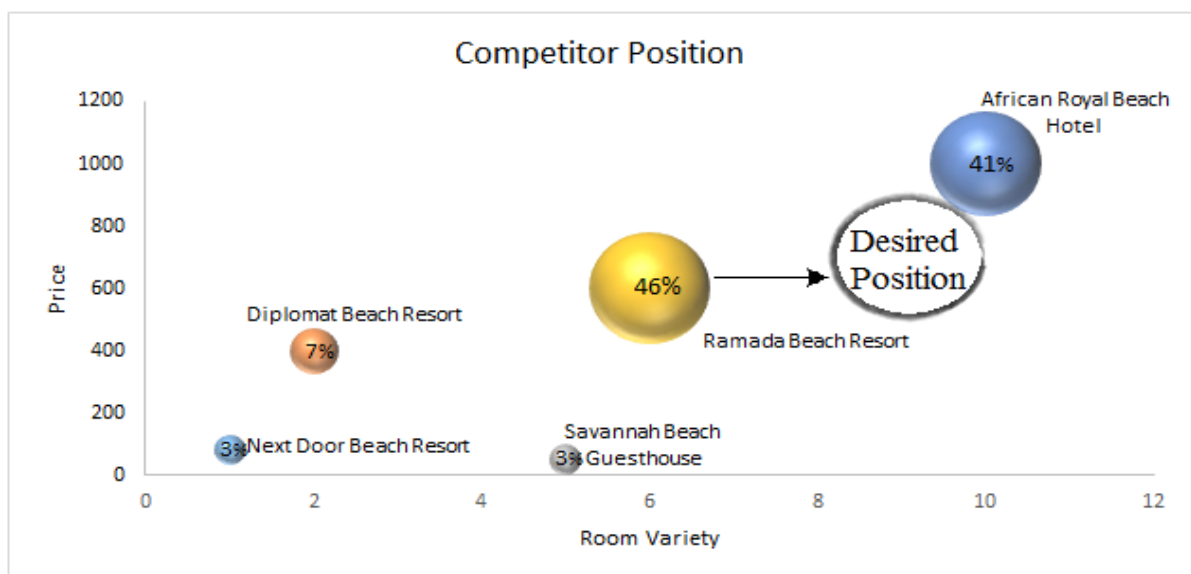 Competitor Position
Price
1200
1000
800
600
400
200
0
African Royal Beach
Hotel
41%
Desired
Position
46%
Ramada Beach Resort
Diplomat Beach Resort
7%
3% Next Door Beach Resort
Savannah Beach
3% Guesthouse
0 2 4 6 8 10 12
Room Variety